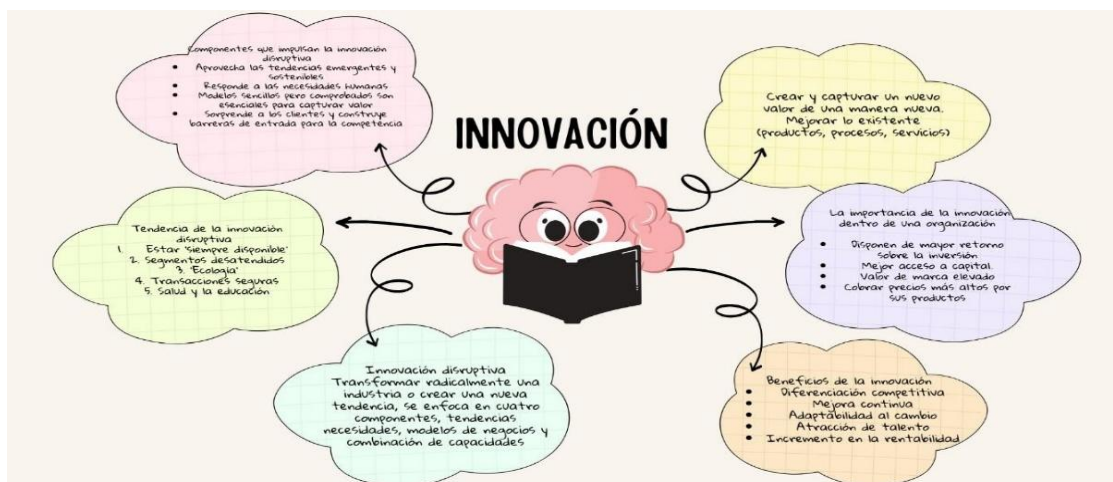 INNOVACIÓN
Componentes que impulsan la innovación
disruptiva
• Aprovecha las tendencias emergentes y
sostenibles
• Responde a las necesidades humanas
• Modelos sencillos pero comprobados son
esenciales para capturar valor
• Sorprende a los clientes y construye
barreras de entrada para la competencia
Crear y capturar un nuevo
valor de una manera nueva.
Mejorar lo existente
(productos, procesos, servicios)
Tendencia de la innovación
disruptiva
1. Estar "siempre disponible"
2. Segmentos desatendidos
3. "Ecología"
4. Transacciones seguras
5. Salud y la educación
La importancia de la innovación
dentro de una organización
• Disponen de mayor retorno
sobre la inversión
• Mejor acceso a capital
• Valor de marca elevado
• Cobrar precios más altos por
sus productos
Innovación disruptiva
Transformar radicalmente una
industria o crear una nueva
tendencia, se enfoca en cuatro
componentes, tendencias
necesidades, modelos de negocios y
combinación de capacidades
Beneficios de la innovación
• Diferenciación competitiva
• Mejora continua
• Adaptabilidad al cambio
• Atracción de talento
• Incremento en la rentabilidad